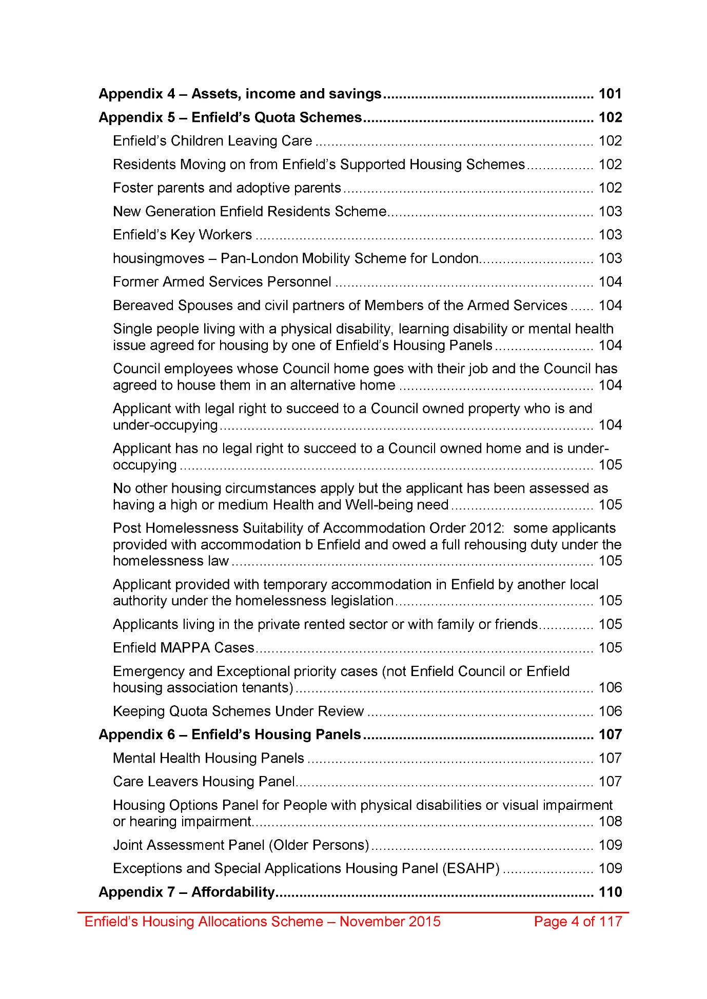 Appendix 4 – Assets, income and savings..................................................... 101
Appendix 5 – Enfield’s Quota Schemes.......................................................... 102
Enfield’s Children Leaving Care ...................................................................... 102
Residents Moving on from Enfield’s Supported Housing Schemes................. 102
Foster parents and adoptive parents............................................................... 102
New Generation Enfield Residents Scheme.................................................... 103
Enfield’s Key Workers ..................................................................................... 103
housingmoves – Pan-London Mobility Scheme for London............................. 103
Former Armed Services Personnel ................................................................. 104
Bereaved Spouses and civil partners of Members of the Armed Services ...... 104
Single people living with a physical disability, learning disability or mental health
issue agreed for housing by one of Enfield’s Housing Panels......................... 104
Council employees whose Council home goes with their job and the Council has
agreed to house them in an alternative home ................................................. 104
Applicant with legal right to succeed to a Council owned property who is and
under-occupying.............................................................................................. 104
Applicant has no legal right to succeed to a Council owned home and is under-
occupying ........................................................................................................ 105
No other housing circumstances apply but the applicant has been assessed as
having a high or medium Health and Well-being need.................................... 105
Post Homelessness Suitability of Accommodation Order 2012:  some applicants
provided with accommodation b Enfield and owed a full rehousing duty under the
homelessness law ........................................................................................... 105
Applicant provided with temporary accommodation in Enfield by another local
authority under the homelessness legislation.................................................. 105
Applicants living in the private rented sector or with family or friends.............. 105
Enfield MAPPA Cases..................................................................................... 105
Emergency and Exceptional priority cases (not Enfield Council or Enfield
housing association tenants)........................................................................... 106
Keeping Quota Schemes Under Review ......................................................... 106
Appendix 6 – Enfield’s Housing Panels.......................................................... 107
Mental Health Housing Panels ........................................................................ 107
Care Leavers Housing Panel........................................................................... 107
Housing Options Panel for People with physical disabilities or visual impairment
or hearing impairment...................................................................................... 108
Joint Assessment Panel (Older Persons)........................................................ 109
Exceptions and Special Applications Housing Panel (ESAHP) ....................... 109
Appendix 7 – Affordability................................................................................ 110
Enfield’s Housing Allocations Scheme – November 2015 Page 4 of 117